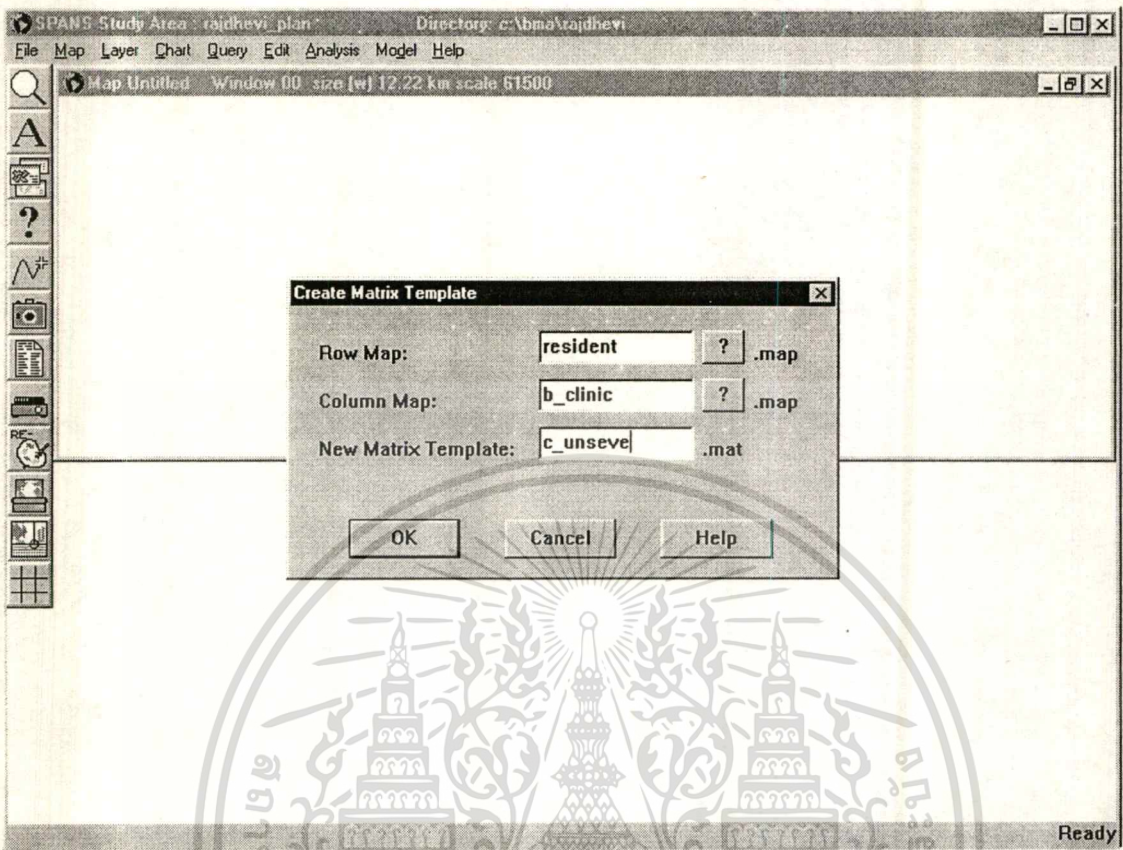 SPANS Study Area : rajdhevi_plan * Directory: c:\bma\rajdhevi
File Map Layer Chart Query Edit Analysis Model Help
Map Untitled Window 00 size [w] 12.22 km scale 61500
A
?
RE-
Create Matrix Template
Row Map: resident ? .map
Column Map: b_clinic ? .map
New Matrix Template: c_unseve .mat
OK Cancel Help
Ready